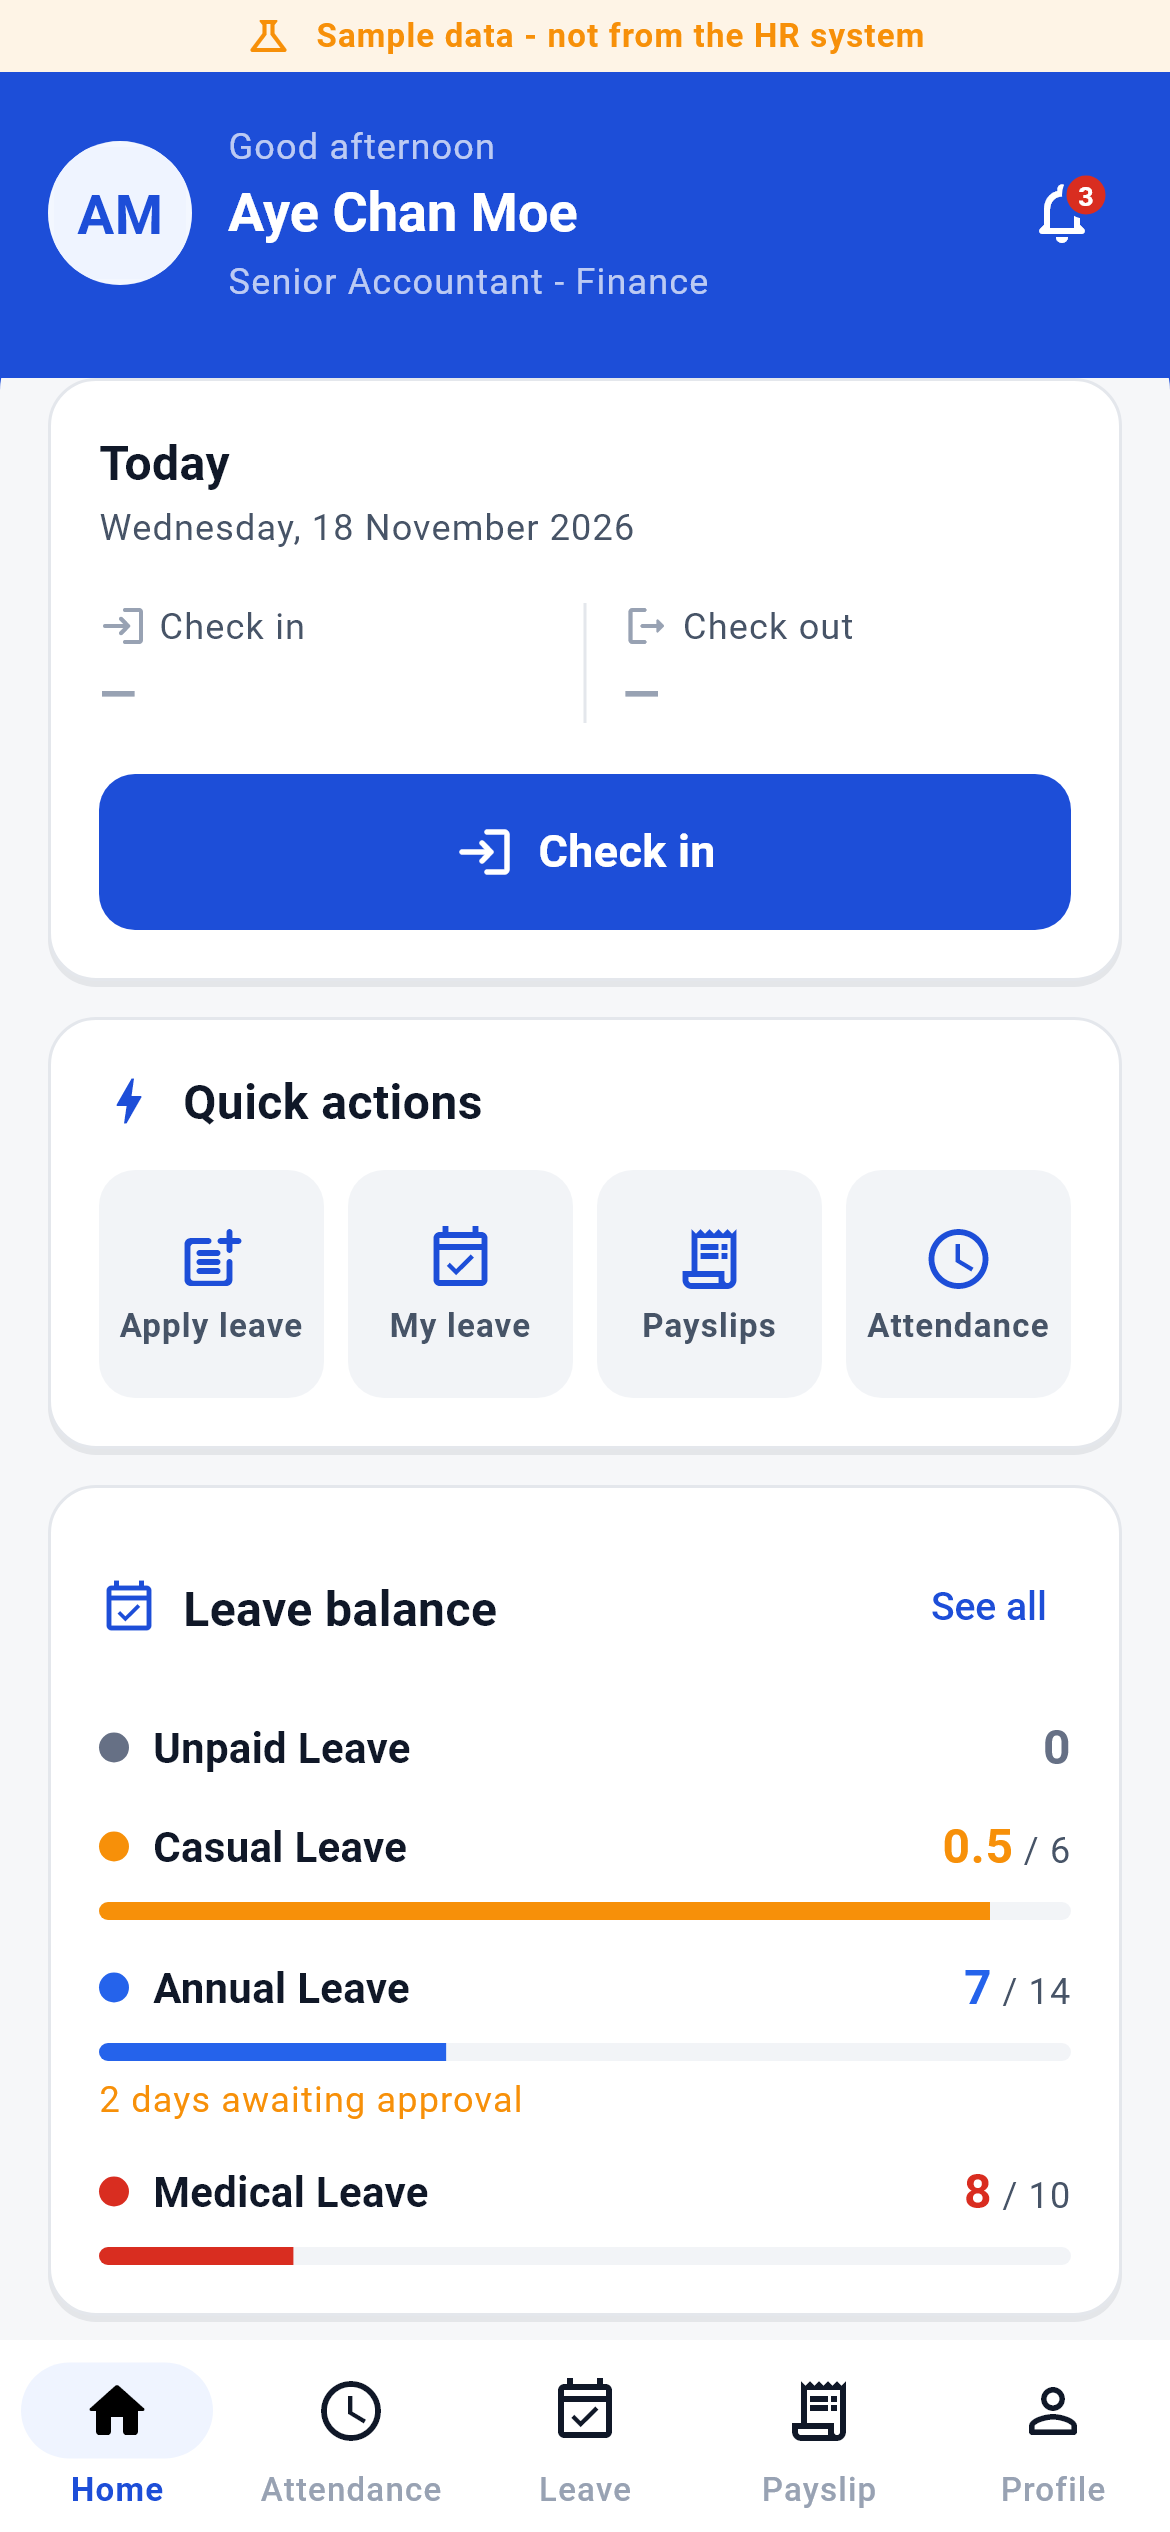 Sample data - not from the HR system
Good afternoon
AM
Aye Chan Moe
3
Senior Accountant - Finance
Today
Wednesday, 18 November 2026
Check in
Check out
—
—
Check in
Quick actions
Apply leave
My leave
Payslips
Attendance
Leave balance
See all
Unpaid Leave
0
Casual Leave
0.5 / 6
Annual Leave
7 / 14
2 days awaiting approval
Medical Leave
8 / 10
Home
Attendance
Leave
Payslip
Profile